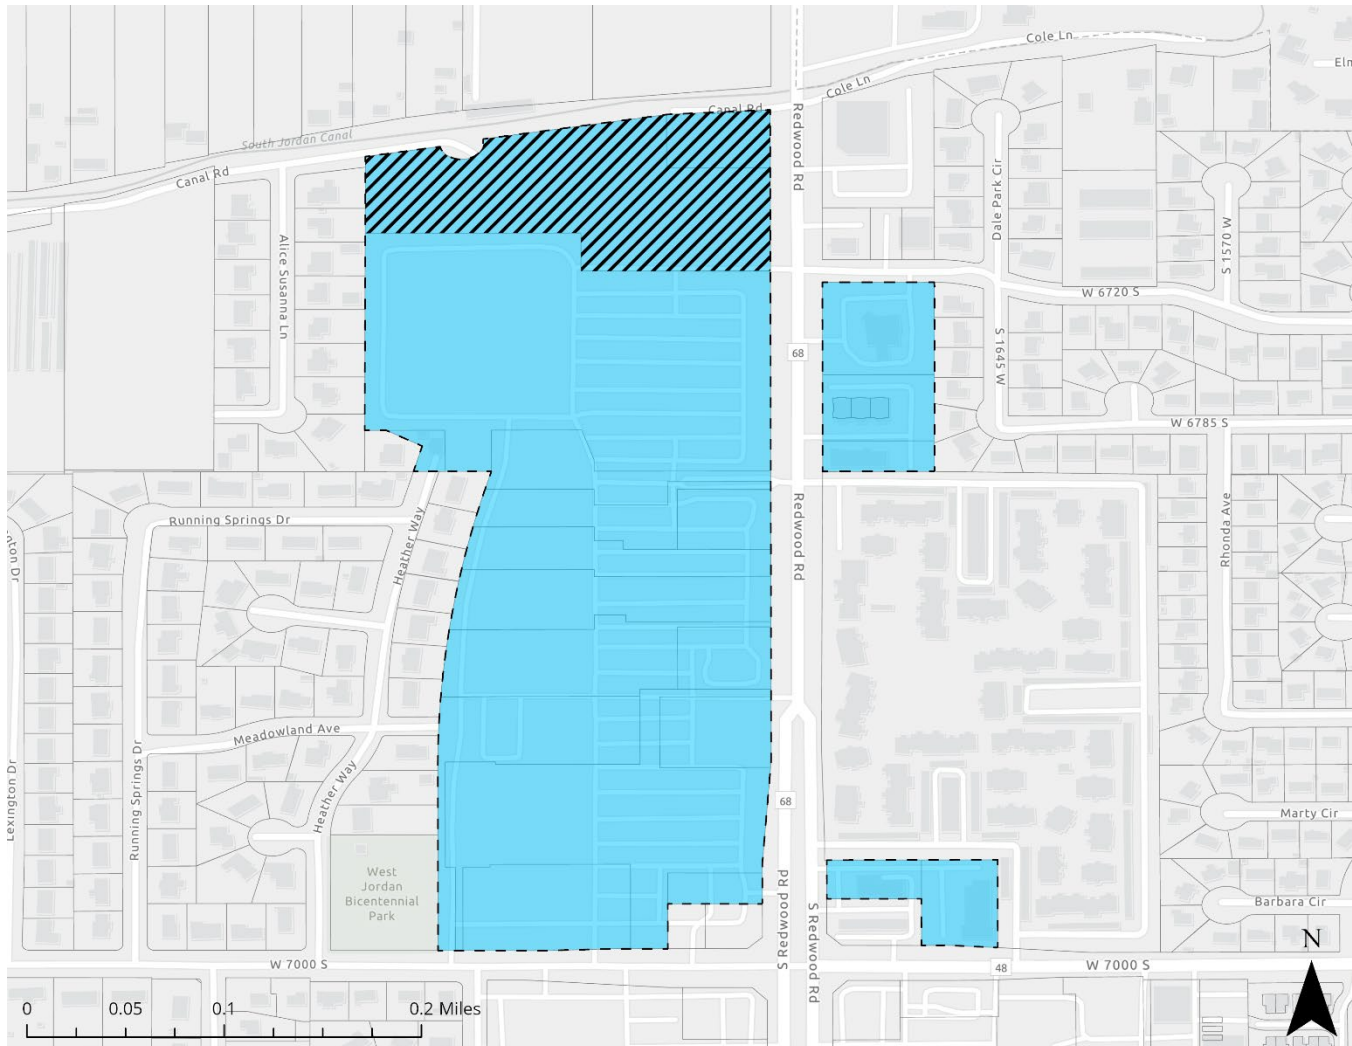 Cole Ln
Elm
Cole Ln
Canal Rd
Redwood Rd
South Jordan Canal
Canal Rd
Dale Park Cir
S 1570 W
Alice Susanna Ln
W 6720 S
68
S 1645 W
W 6785 S
Redwood Rd
Running Springs Dr
Heather Way
Rhonda Ave
Meadowland Ave
Lexington Dr
Running Springs Dr
Heather Way
68
Marty Cir
West
Jordan
Bicentennial
Park
S Redwood Rd
S Redwood Rd
Barbara Cir
N
W 7000 S
48
W 7000 S
0
0.05
0.1
0.2 Miles